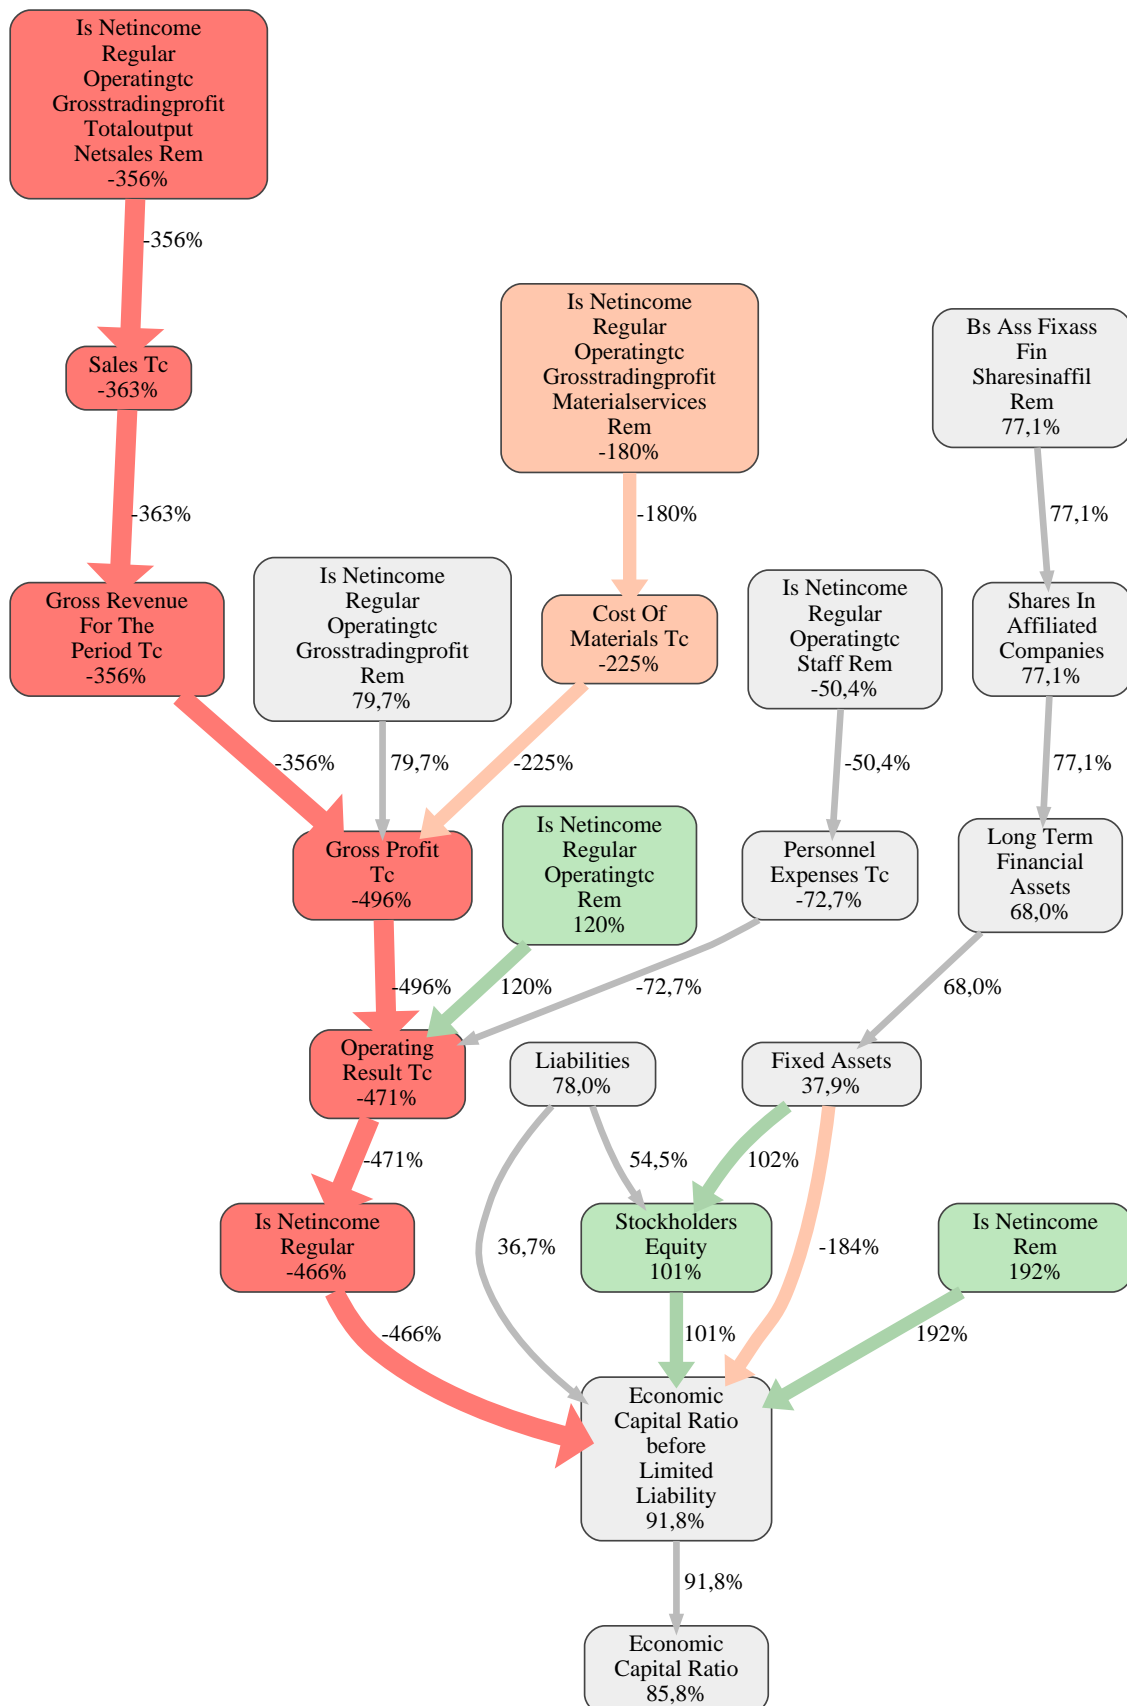 Is Netincome
Regular
Operatingtc
Grosstradingprofit
Totaloutput
Netsales Rem
-356%
-356%
Sales Tc
-363%
Is Netincome
Regular
Operatingtc
Grosstradingprofit
Materialservices
Rem
-180%
Bs Ass Fixass
Fin
Sharesinaffil
Rem
77,1%
-363%
-180%
77,1%
Gross Revenue
For The
Period Tc
-356%
Is Netincome
Regular
Operatingtc
Grosstradingprofit
Rem
79,7%
Cost Of
Materials Tc
-225%
Is Netincome
Regular
Operatingtc
Staff Rem
-50,4%
Shares In
Affiliated
Companies
77,1%
-356%
79,7%
-225%
-50,4%
77,1%
Gross Profit
Tc
-496%
Is Netincome
Regular
Operatingtc
Rem
120%
Personnel
Expenses Tc
-72,7%
Long Term
Financial
Assets
68,0%
-496%
120%
-72,7%
68,0%
Operating
Result Tc
-471%
Liabilities
78,0%
Fixed Assets
37,9%
-471%
54,5%
102%
Is Netincome
Regular
-466%
36,7%
Stockholders
Equity
101%
-184%
Is Netincome
Rem
192%
-466%
101%
192%
Economic
Capital Ratio
before
Limited
Liability
91,8%
91,8%
Economic
Capital Ratio
85,8%